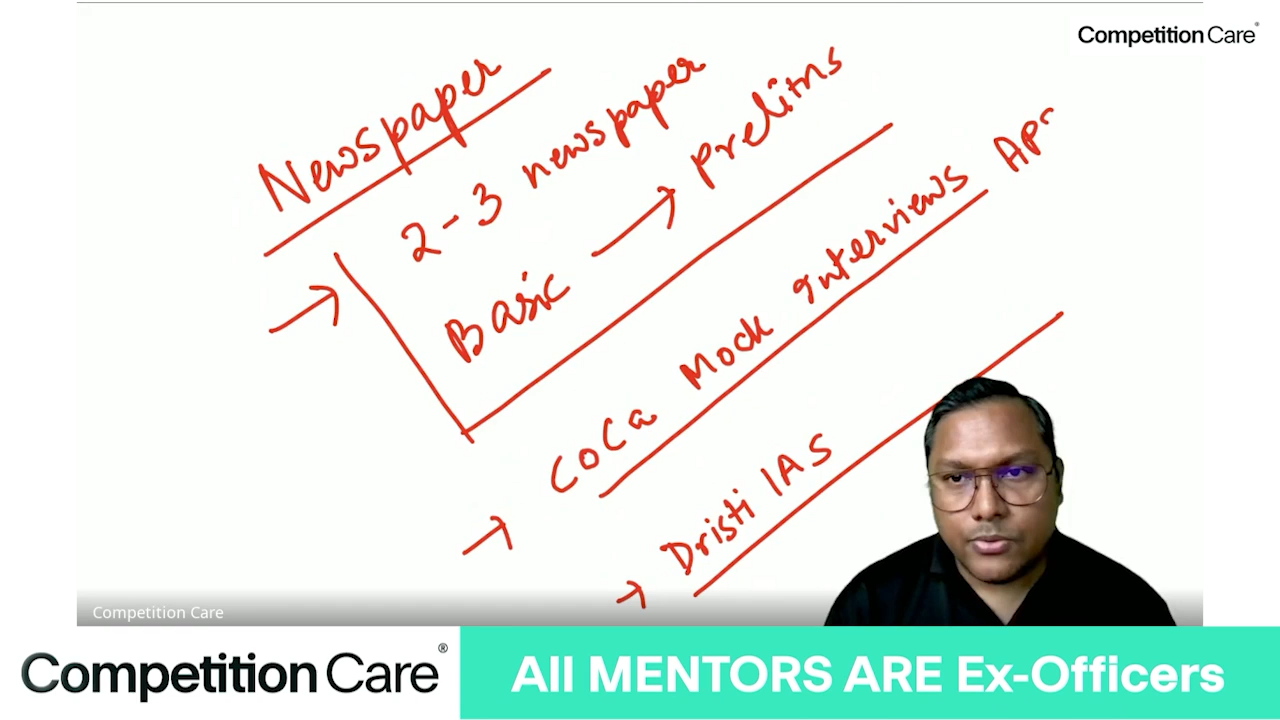 Competition Care®
Newspaper
2-3 newspaper
Basic → prelims
→
CoCa Mock Interviews
→ Dristi IAS
Competition Care
Competition Care®
All MENTORS ARE Ex-Officers